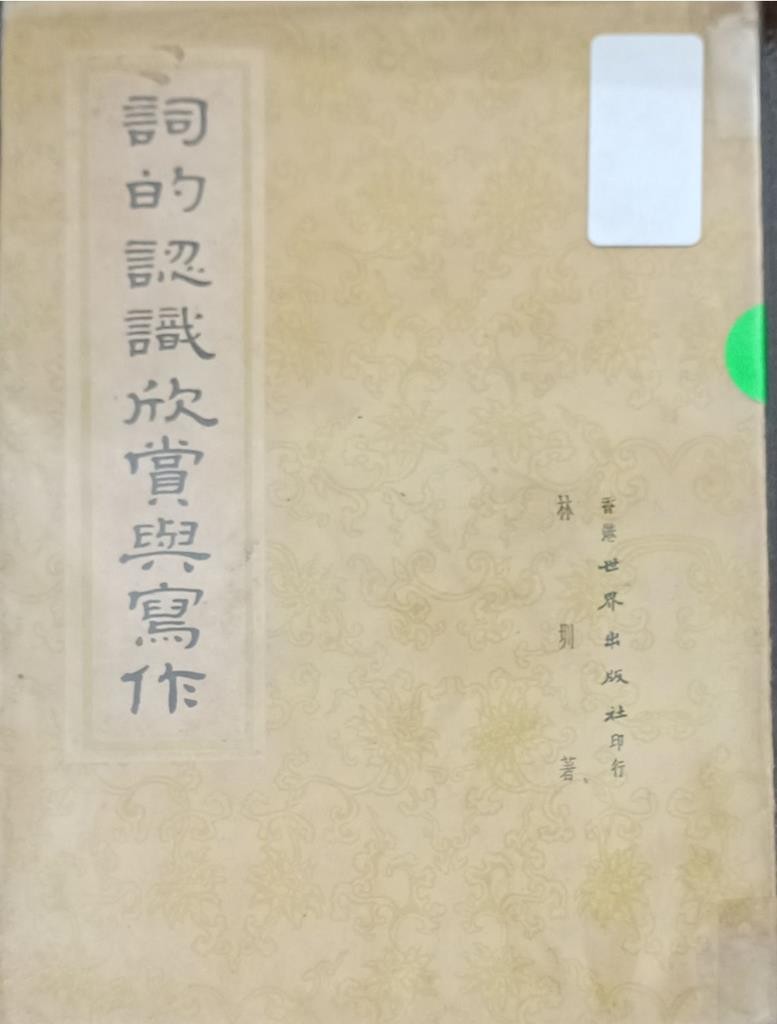 香港世界出版社印行
林玔著
詞的認識欣賞與寫作